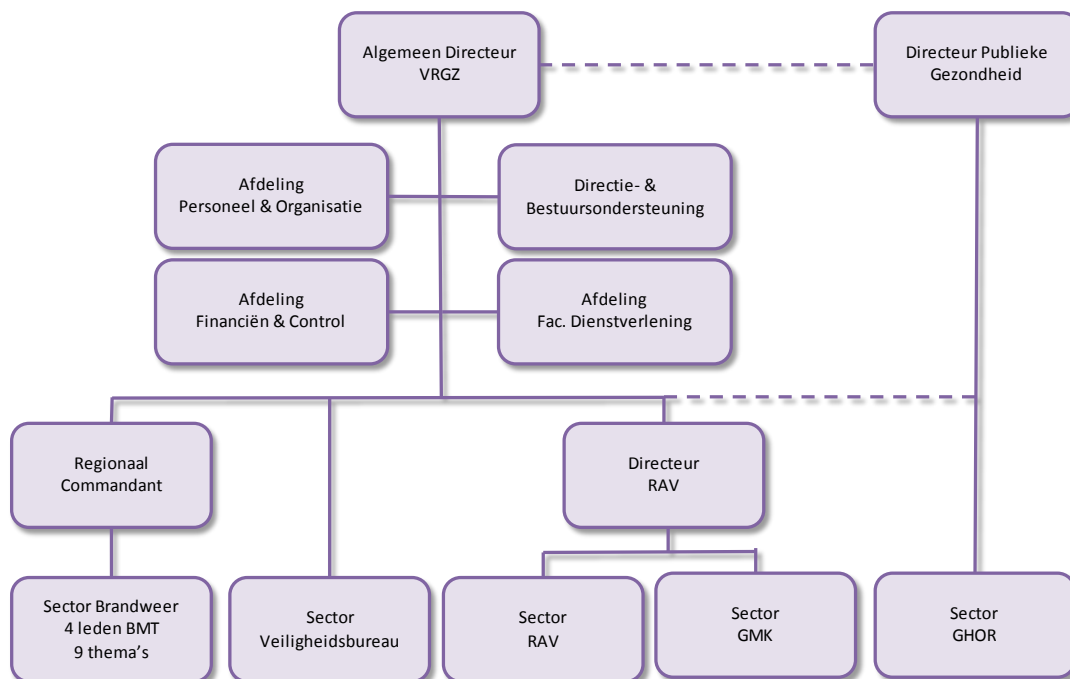 Algemeen Directeur
VRGZ
Directeur Publieke
Gezondheid
Afdeling
Personeel & Organisatie
Directie- &
Bestuursondersteuning
Afdeling
Financiën & Control
Afdeling
Fac. Dienstverlening
Regionaal
Commandant
Directeur
RAV
Sector Brandweer
4 leden BMT
9 thema's
Sector
Veiligheidsbureau
Sector
RAV
Sector
GMK
Sector
GHOR